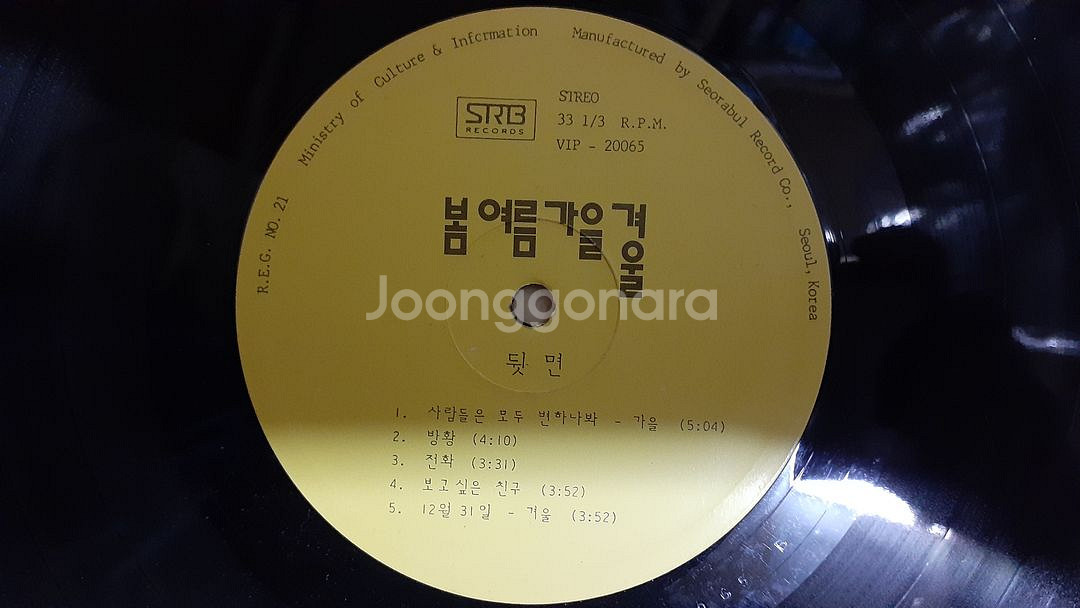 R.E.G. NO. 21 Ministry of Culture & Infcrmation Manufactured by Seorabul Record Co., Seoul, Korea
STRB
RECORDS
STREO
33 1/3 R.P.M.
VIP - 20065
봄 여름 가을 겨울
Joonggonara
뒷 면
1. 사람들은 모두 변하나봐 - 가을 (5:04)
2. 방황 (4:10)
3. 전화 (3:31)
4. 보고싶은 친구 (3:52)
5. 12월 31일 - 겨울 (3:52)